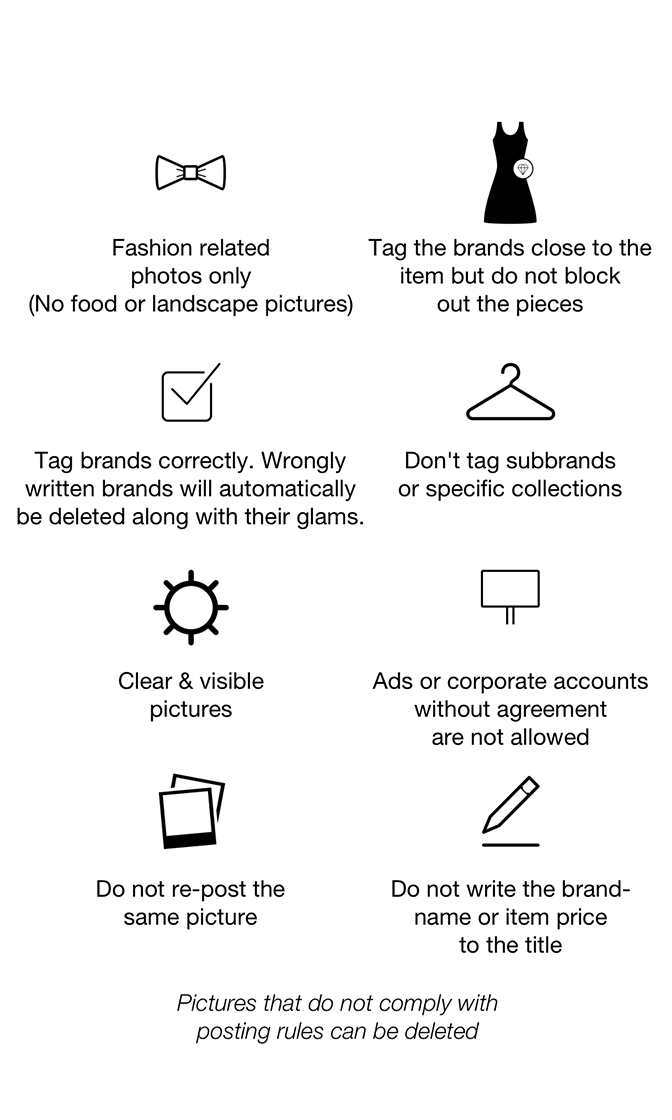 Fashion related
photos only
(No food or landscape pictures)
Tag the brands close to the
item but do not block
out the pieces
Tag brands correctly. Wrongly
written brands will automatically
be deleted along with their glams.
Don't tag subbrands
or specific collections
Clear & visible
pictures
Ads or corporate accounts
without agreement
are not allowed
Do not re-post the
same picture
Do not write the brand-
name or item price
to the title
Pictures that do not comply with
posting rules can be deleted